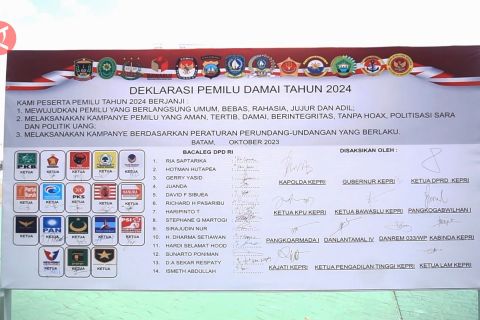 DEKLARASI PEMILU DAMAI TAHUN 2024
KAMI PESERTA PEMILU TAHUN 2024 BERJANJI :
1. MEWUJUDKAN PEMILU YANG BERLANGSUNG UMUM, BEBAS, RAHASIA, JUJUR DAN ADIL;
2. MELAKSANAKAN KAMPANYE PEMILU YANG AMAN, TERTIB, DAMAI, BERINTEGRITAS, TANPA HOAX, POLITISASI SARA
DAN POLITIK UANG;
3. MELAKSANAKAN KAMPANYE BERDASARKAN PERATURAN PERUNDANG-UNDANGAN YANG BERLAKU.
BATAM, OKTOBER 2023
BACALEG DPD RI
DISAKSIKAN OLEH :
1. RIA SAPTARIKA
2. HOTMAN HUTAPEA
3. GERRY YASID
4. JUANDA
5. DAVID F SIBUEA
6. RICHARD H PASARIBU
7. HARIPINTO T
8. STEPHANE G MARTOGI
9. SIRAJUDIN NUR
10. H. DHARMA SETIAWAN
11. HARDI SELAMAT HOOD
12. SUNARTO PONIMAN
13. D.A SEKAR RESPATY
14. ISMETH ABDULLAH
KAPOLDA KEPRI GUBERNUR KEPRI KETUA DPRD KEPRI
KETUA KPU KEPRI KETUA BAWASLU KEPRI PANGKOGABWILHAN I
PANGKOARMADA I DANLANTAMAL IV DANREM 033/WP KABINDA KEPRI
KAJATI KEPRI KETUA PENGADILAN TINGGI KEPRI KETUA LAM KEPRI
PKB
PKS
PAN